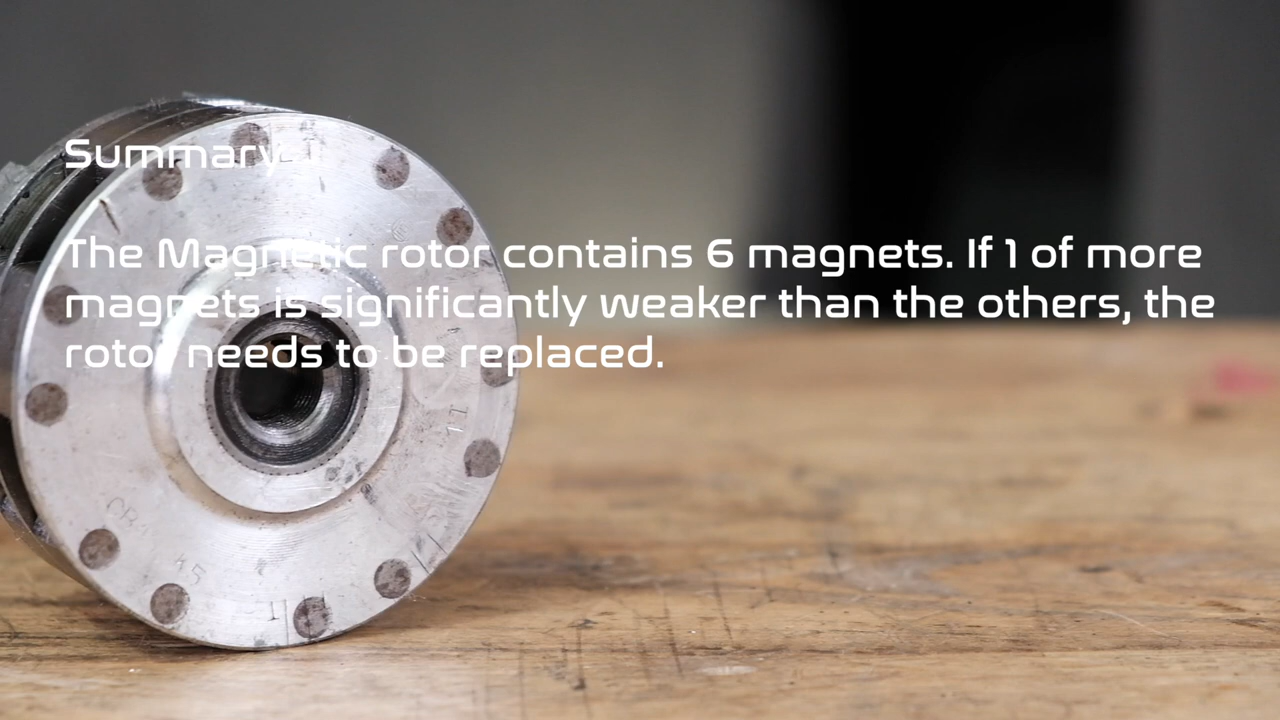 Summary:
The Magnetic rotor contains 6 magnets. If 1 of more
magnets is significantly weaker than the others, the
rotor needs to be replaced.
45